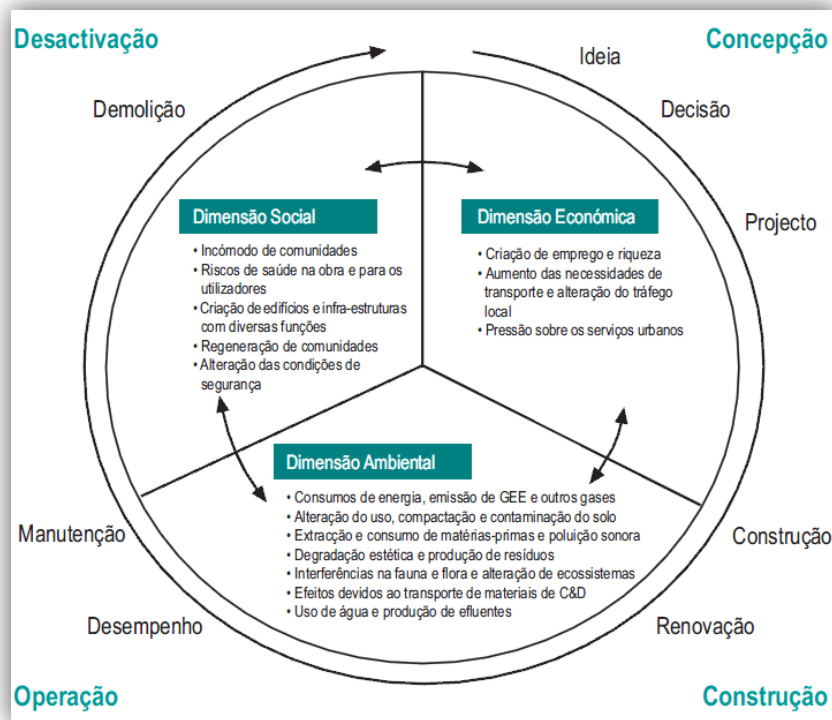 Desactivação
Concepção
Ideia
Demolição
Decisão
Projecto
Dimensão Social
• Incómodo de comunidades
• Riscos de saúde na obra e para os
utilizadores
• Criação de edifícios e infra-estruturas
com diversas funções
• Regeneração de comunidades
• Alteração das condições de
segurança
Dimensão Económica
• Criação de emprego e riqueza
• Aumento das necessidades de
transporte e alteração do tráfego
local
• Pressão sobre os serviços urbanos
Dimensão Ambiental
• Consumos de energia, emissão de GEE e outros gases
• Alteração do uso, compactação e contaminação do solo
• Extracção e consumo de matérias-primas e poluição sonora
• Degradação estética e produção de resíduos
• Interferências na fauna e flora e alteração de ecossistemas
• Efeitos devidos ao transporte de materiais de C&D
• Uso de água e produção de efluentes
Manutenção
Construção
Desempenho
Renovação
Operação
Construção